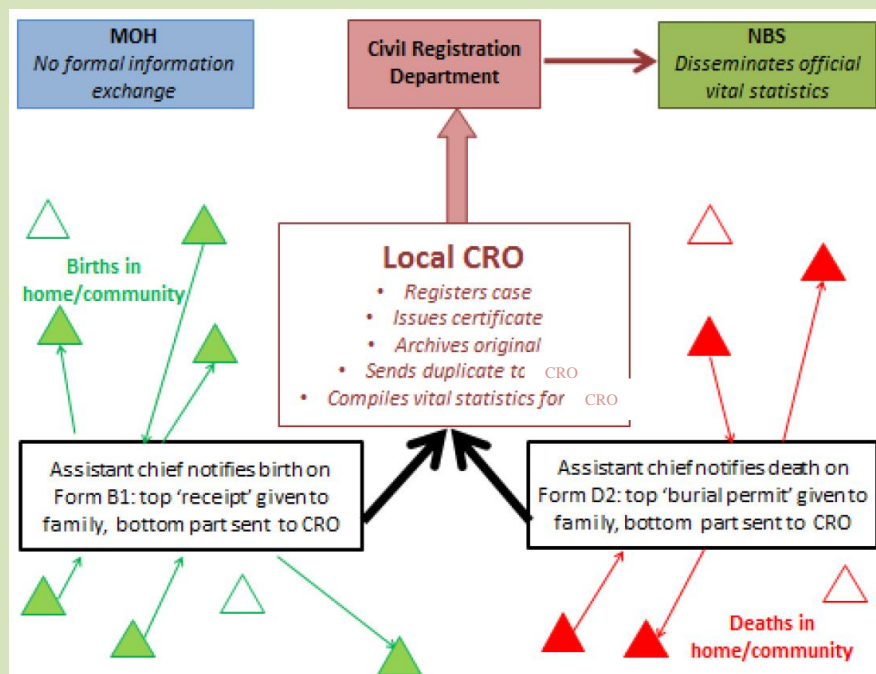 MOH
No formal information
exchange
Civil Registration
Department
NBS
Disseminates official
vital statistics
Births in
home/community
Local CRO
• Registers case
• Issues certificate
• Archives original
• Sends duplicate to CRO
• Compiles vital statistics for CRO
Assistant chief notifies birth on
Form B1: top ‘receipt’ given to
family, bottom part sent to CRO
Assistant chief notifies death on
Form D2: top ‘burial permit’ given to
family, bottom part sent to CRO
Deaths in
home/community